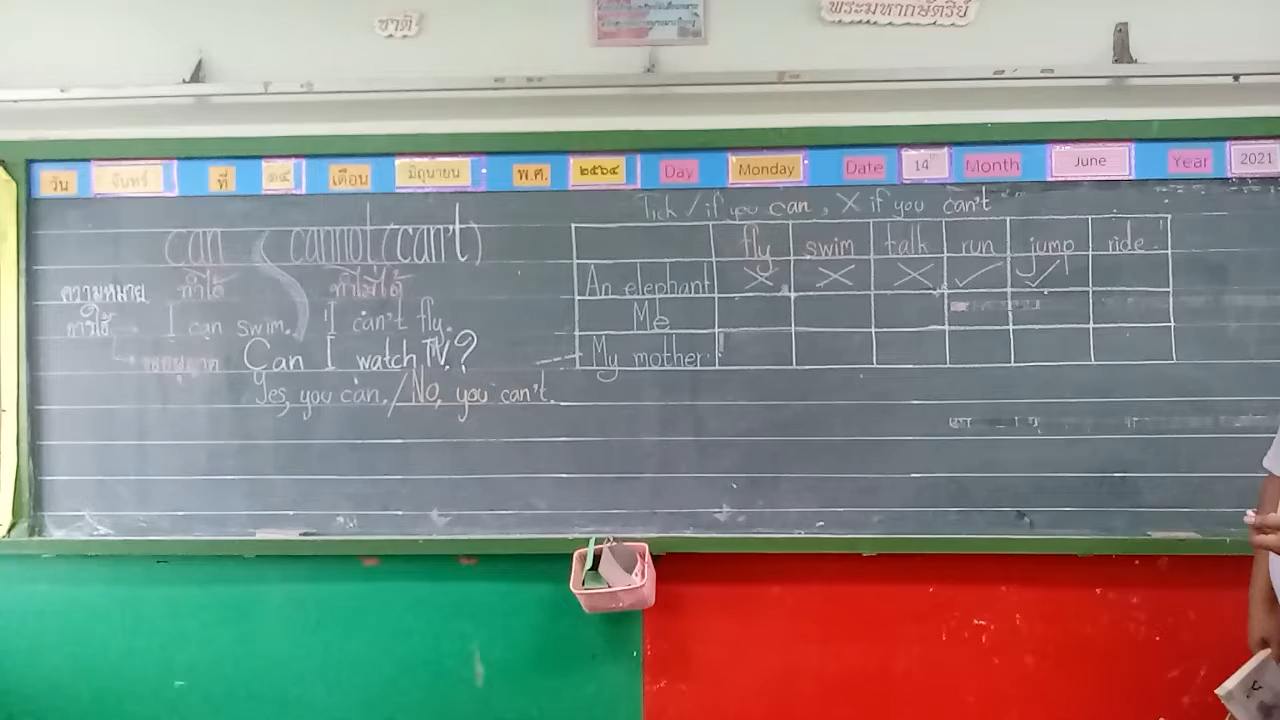 ชาติ
พระมหากษัตริย์
วัน จันทร์ ที่ ๑๔ เดือน มิถุนายน พ.ศ. ๒๕๖๔ Day Monday Date 14th Month June Year 2021
can cannot (can't)
ความหมาย ทำได้ ทำไม่ได้
การใช้ I can swim. I can't fly.
ขออนุญาต Can I watch TV?
Yes, you can. / No, you can't.
Tick / if you can, X if you can't
fly swim talk run jump ride
An elephant X X X ✓ ✓
Me
My mother